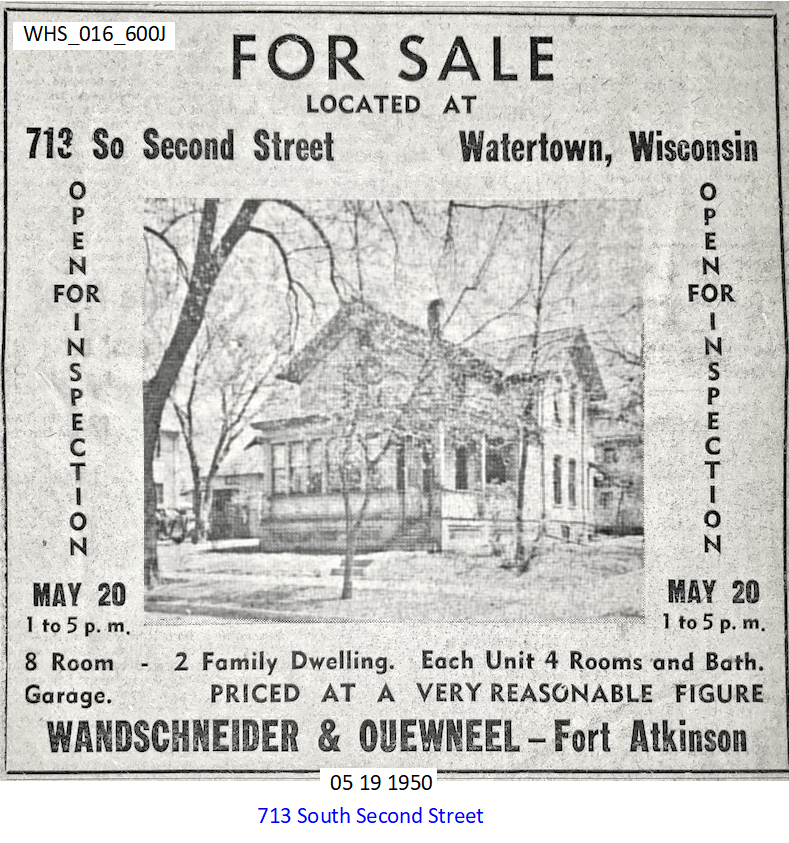 WHS_016_600J
FOR SALE
LOCATED AT
713 So Second Street Watertown, Wisconsin
OPEN
FOR
INSPECTION
MAY 20
1 to 5 p. m.
OPEN
FOR
INSPECTION
MAY 20
1 to 5 p. m.
8 Room - 2 Family Dwelling. Each Unit 4 Rooms and Bath.
Garage. PRICED AT A VERY REASONABLE FIGURE
WANDSCHNEIDER & OUEWNEEL – Fort Atkinson
05 19 1950
713 South Second Street